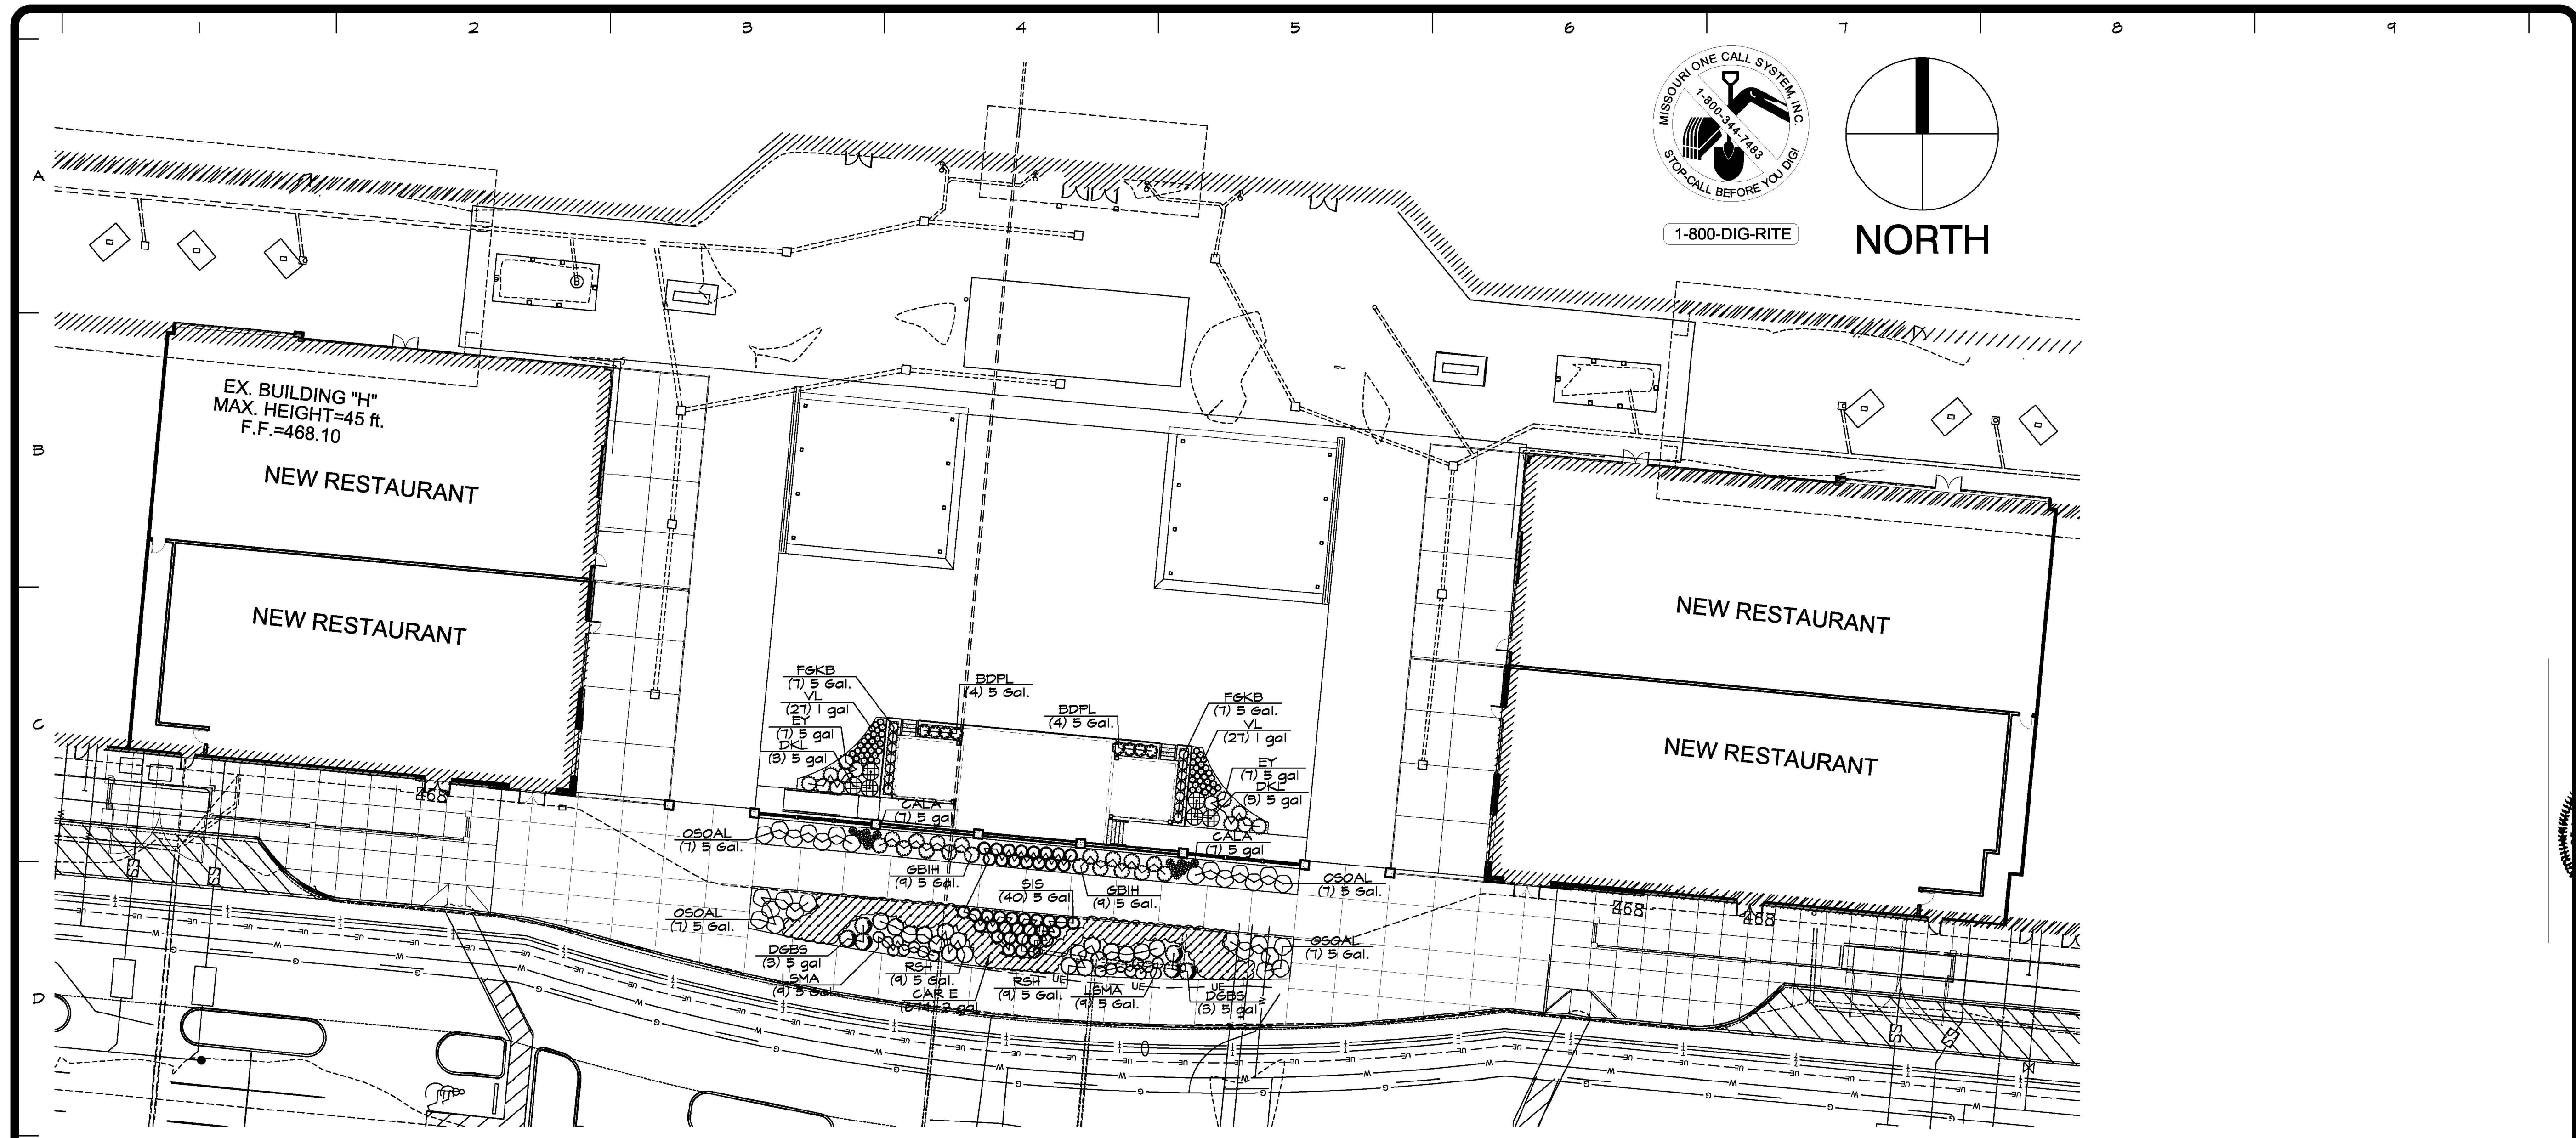 2 3 4 5 6 7 8 9
A
B
C
D
MISSOURI ONE CALL SYSTEM, INC.
1-800-344-7483
STOP-CALL BEFORE YOU DIG!
1-800-DIG-RITE
NORTH
B
EX. BUILDING "H"
MAX. HEIGHT=45 ft.
F.F.=468.10
NEW RESTAURANT
NEW RESTAURANT
NEW RESTAURANT
NEW RESTAURANT
FGKB
(7) 5 Gal.
VL
(27) 1 gal
EY
(7) 5 gal
DKL
(3) 5 gal
BDPL
(4) 5 Gal.
BDPL
(4) 5 Gal.
FGKB
(7) 5 Gal.
VL
(27) 1 gal
EY
(7) 5 gal
DKL
(3) 5 gal
CALA
(7) 5 gal
CALA
(7) 5 gal
OSOAL
(7) 5 Gal.
GBIH
(9) 5 Gal.
SIS
(40) 5 Gal
GBIH
(9) 5 Gal.
OSOAL
(7) 5 Gal.
OSOAL
(7) 5 Gal.
OSOAL
(7) 5 Gal.
DGBS
(3) 5 gal
LSMA
(9) 5 Gal
RSH
(9) 5 Gal.
CAR E
RSH
(9) 5 Gal.
LSMA
(9) 5 Gal.
DGBS
(3) 5 gal
468
468
468
UE UE UE
W W W
G G G